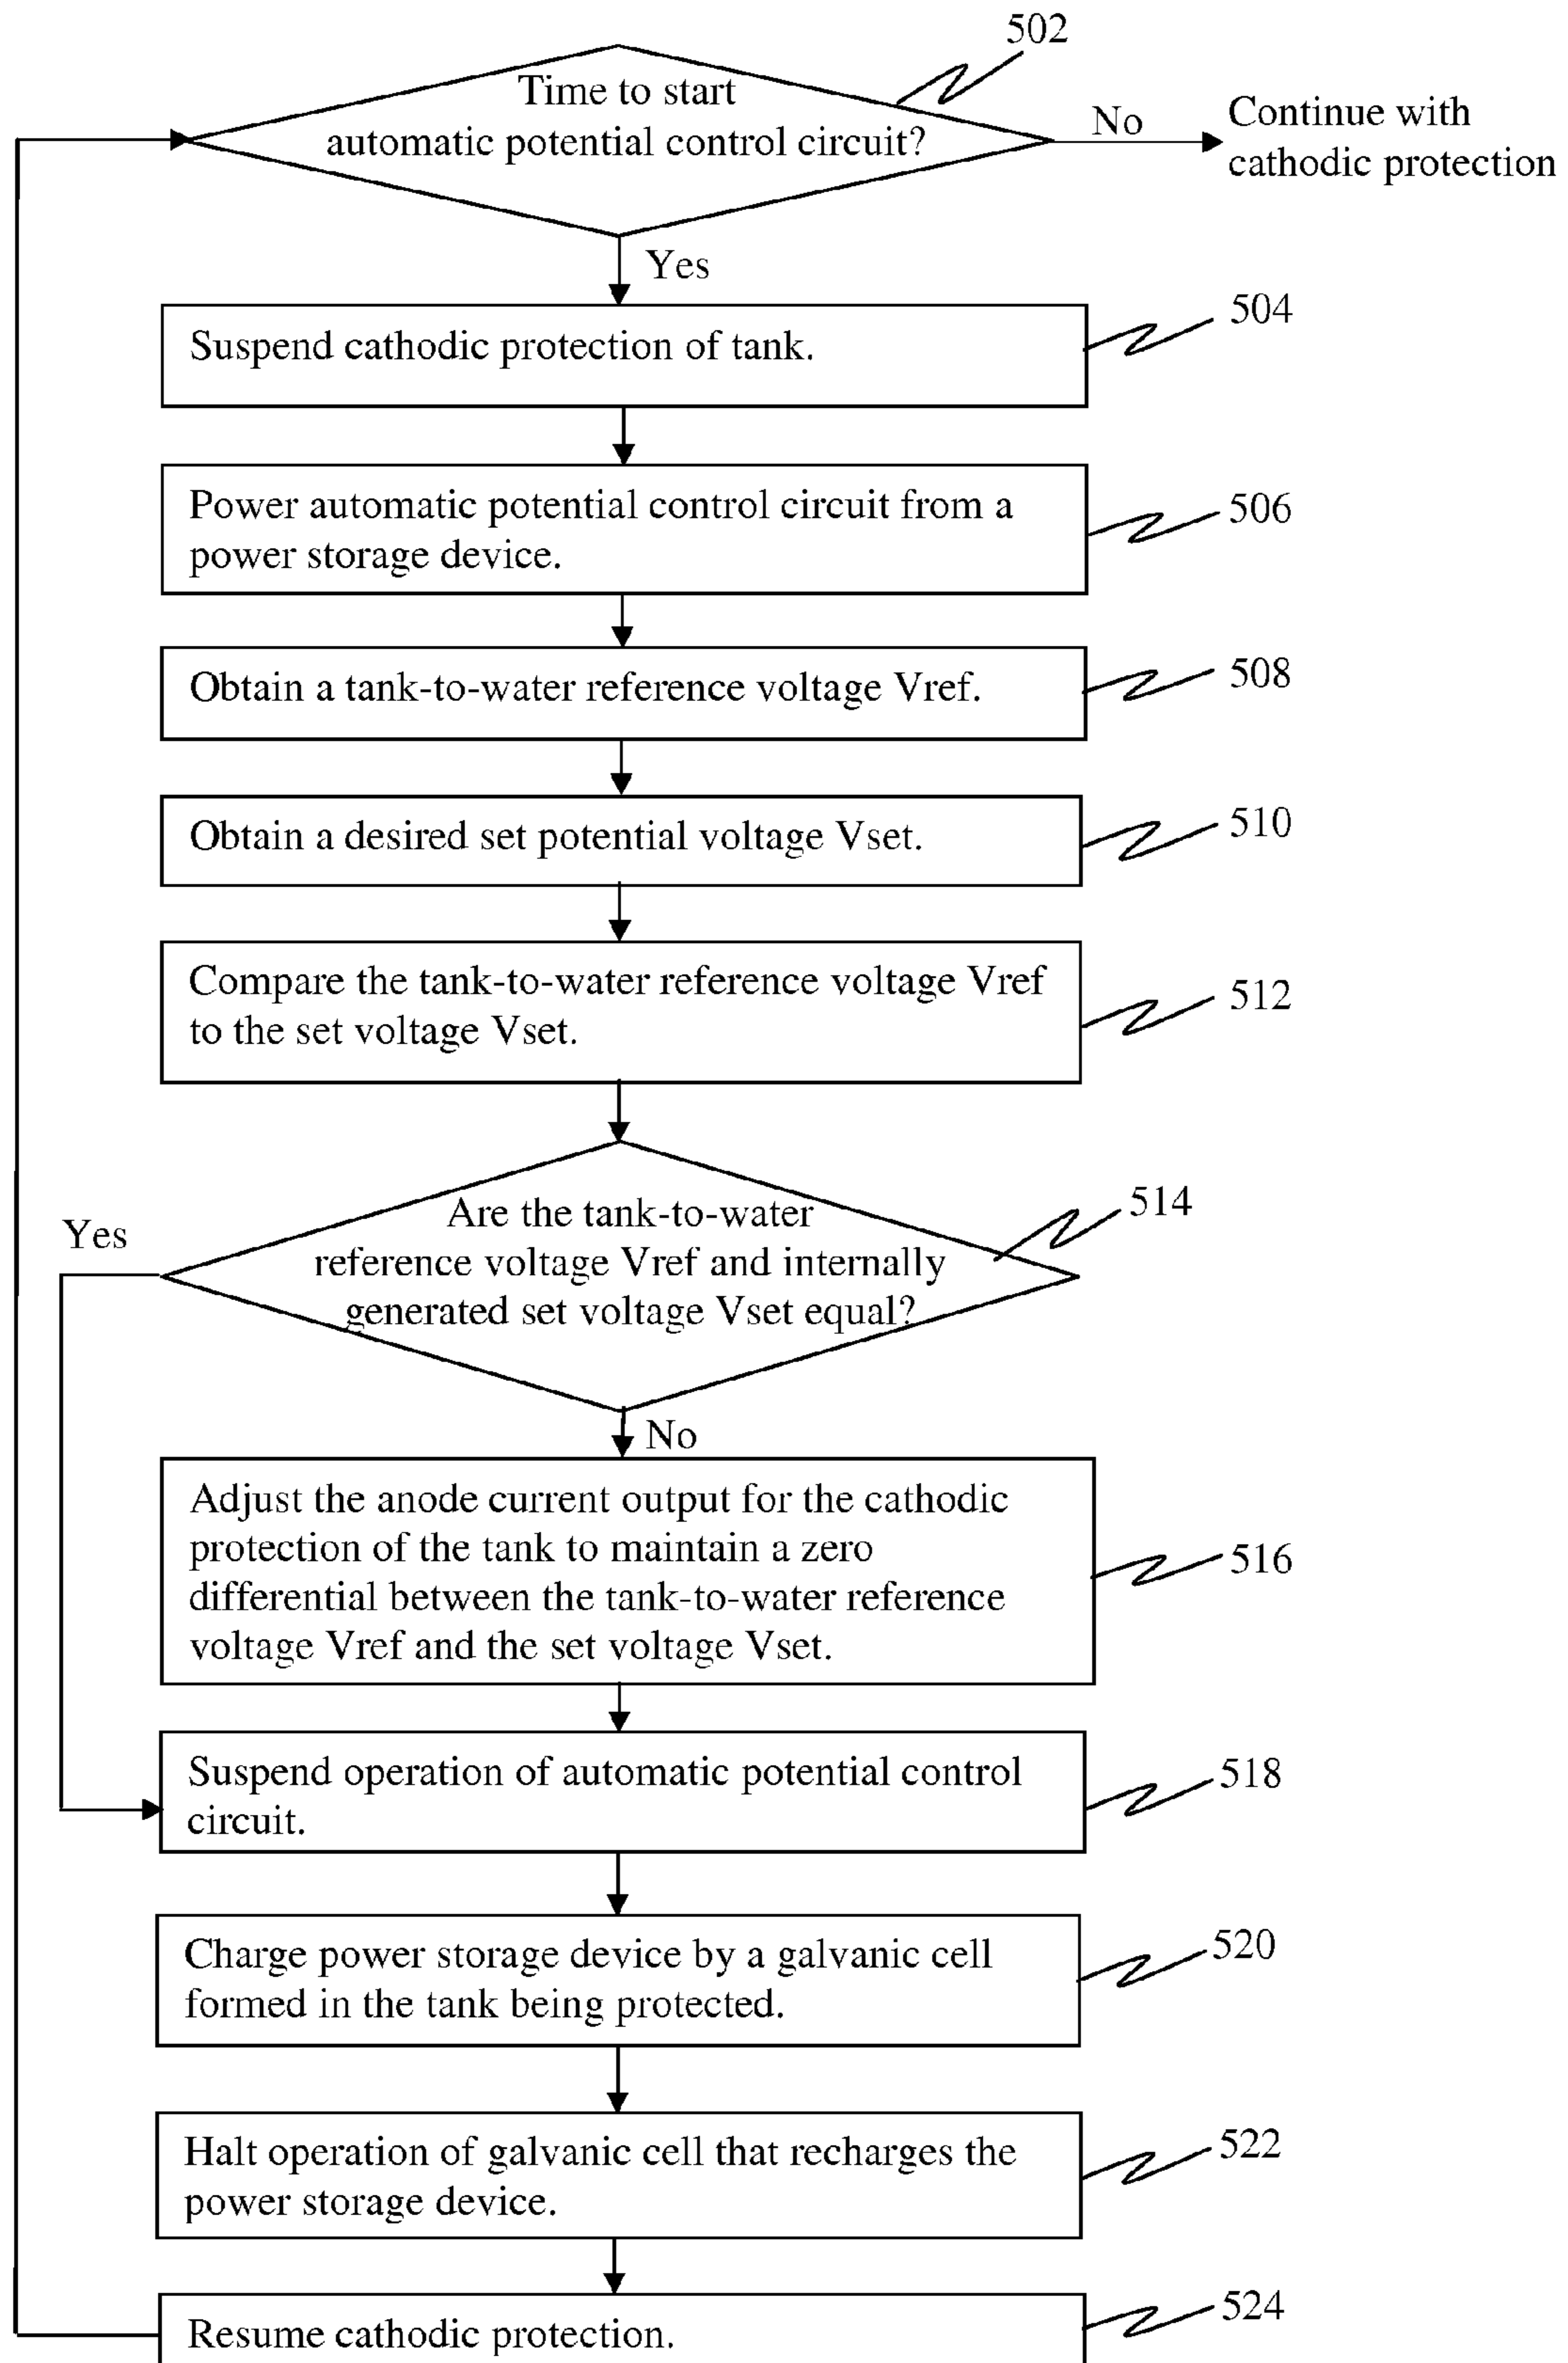 502
Time to start
automatic potential control circuit?
No
Continue with
cathodic protection
Yes
504
Suspend cathodic protection of tank.
506
Power automatic potential control circuit from a
power storage device.
508
Obtain a tank-to-water reference voltage Vref.
510
Obtain a desired set potential voltage Vset.
512
Compare the tank-to-water reference voltage Vref
to the set voltage Vset.
514
Are the tank-to-water
reference voltage Vref and internally
generated set voltage Vset equal?
Yes
No
516
Adjust the anode current output for the cathodic
protection of the tank to maintain a zero
differential between the tank-to-water reference
voltage Vref and the set voltage Vset.
518
Suspend operation of automatic potential control
circuit.
520
Charge power storage device by a galvanic cell
formed in the tank being protected.
522
Halt operation of galvanic cell that recharges the
power storage device.
524
Resume cathodic protection.